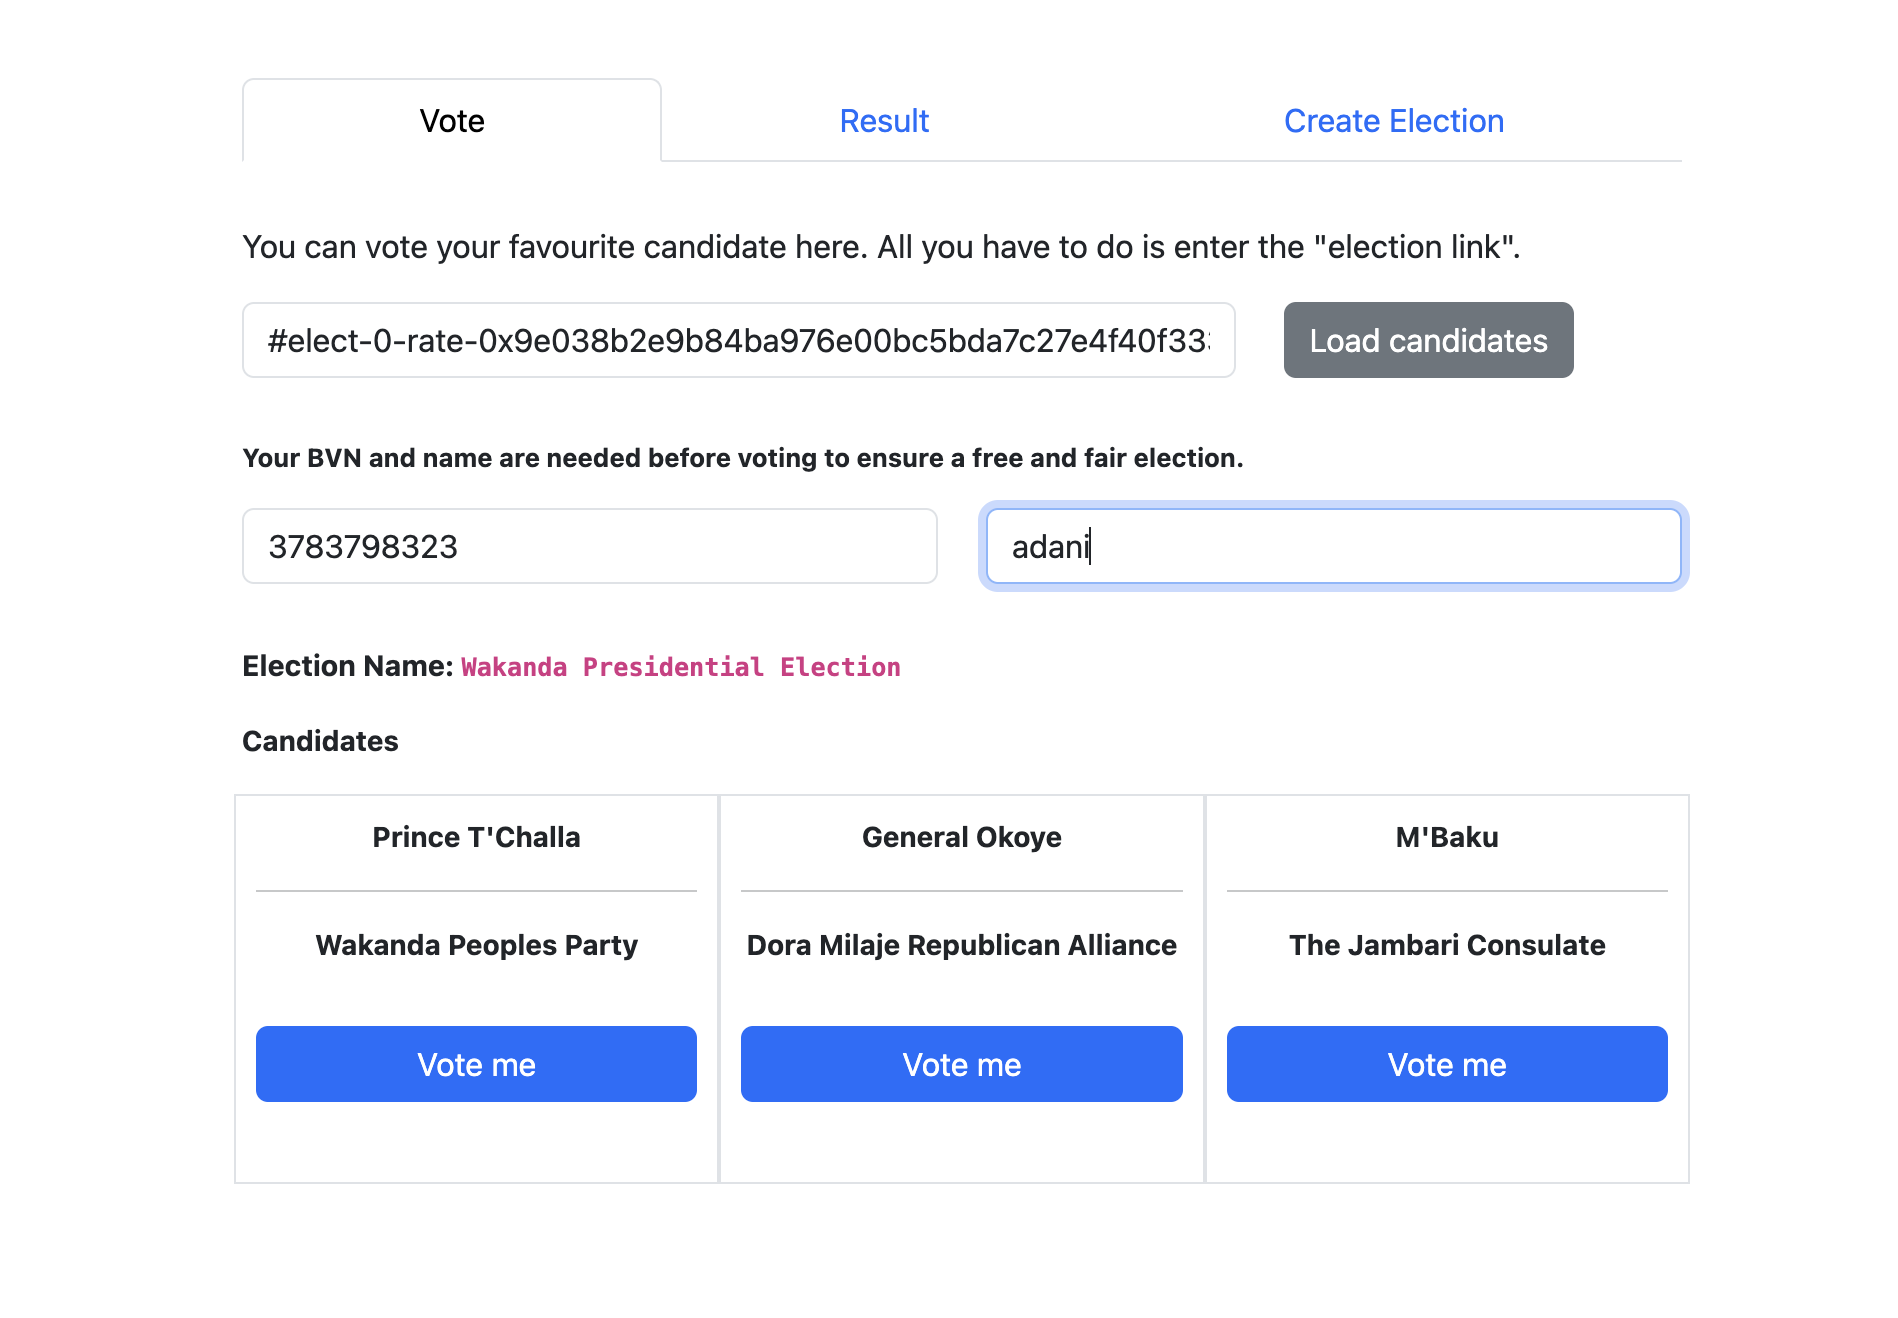 Vote
Result
Create Election
You can vote your favourite candidate here. All you have to do is enter the "election link".
#elect-0-rate-0x9e038b2e9b84ba976e00bc5bda7c27e4f40f33
Load candidates
Your BVN and name are needed before voting to ensure a free and fair election.
3783798323
adani
Election Name: Wakanda Presidential Election
Candidates
Prince T'Challa
General Okoye
M'Baku
Wakanda Peoples Party
Dora Milaje Republican Alliance
The Jambari Consulate
Vote me
Vote me
Vote me